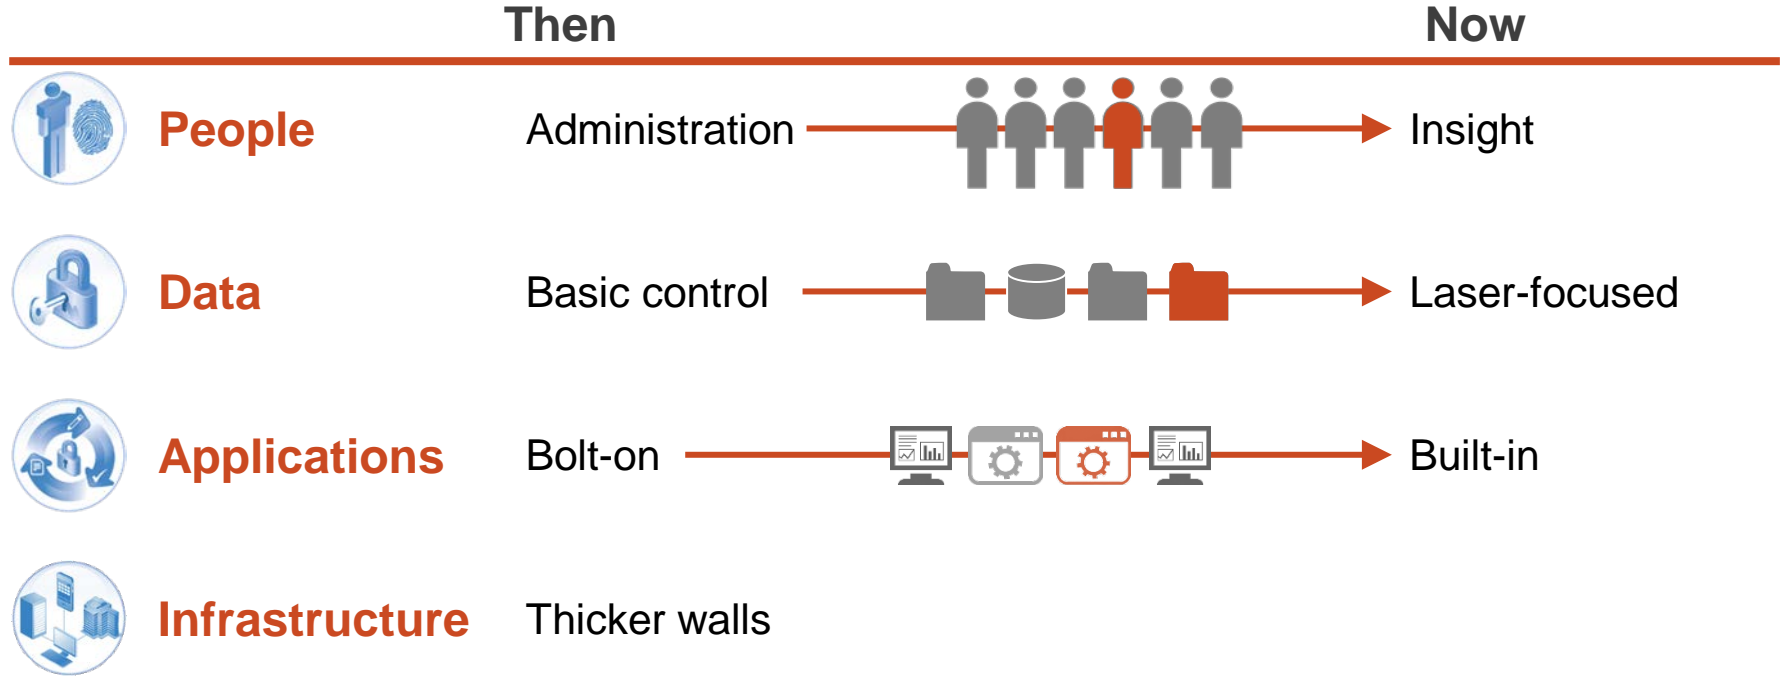 Then Now
People Administration Insight
Data Basic control Laser-focused
Applications Bolt-on Built-in
Infrastructure Thicker walls